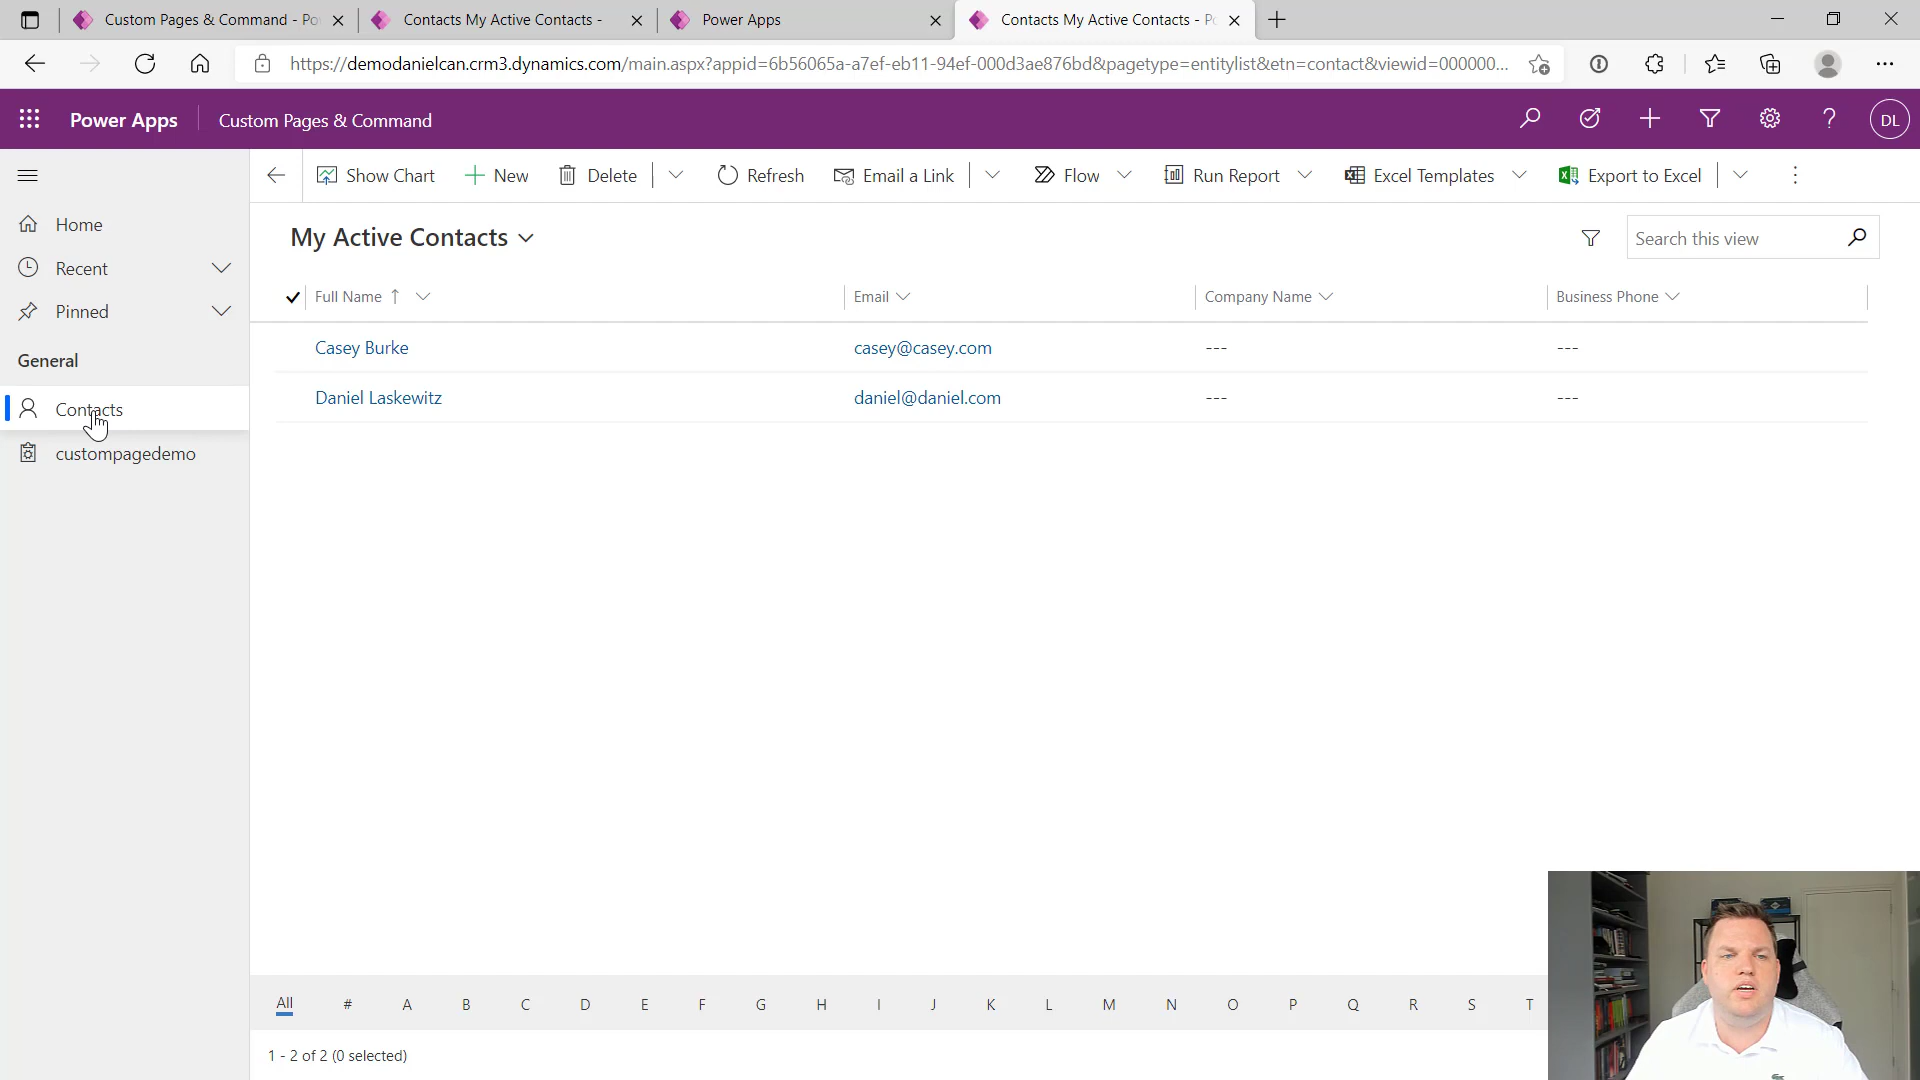 Custom Pages & Command - Po
Contacts My Active Contacts -
Power Apps
Contacts My Active Contacts - Po
https://demodanielcan.crm3.dynamics.com/main.aspx?appid=6b56065a-a7ef-eb11-94ef-000d3ae876bd&pagetype=entitylist&etn=contact&viewid=000000...
Power Apps
Custom Pages & Command
DL
Show Chart
New
Delete
Refresh
Email a Link
Flow
Run Report
Excel Templates
Export to Excel
Home
Recent
Pinned
General
Contacts
custompagedemo
My Active Contacts
Search this view
Full Name
Email
Company Name
Business Phone
Casey Burke
casey@casey.com
---
---
Daniel Laskewitz
daniel@daniel.com
---
---
All
#
A
B
C
D
E
F
G
H
I
J
K
L
M
N
O
P
Q
R
S
T
1 - 2 of 2 (0 selected)